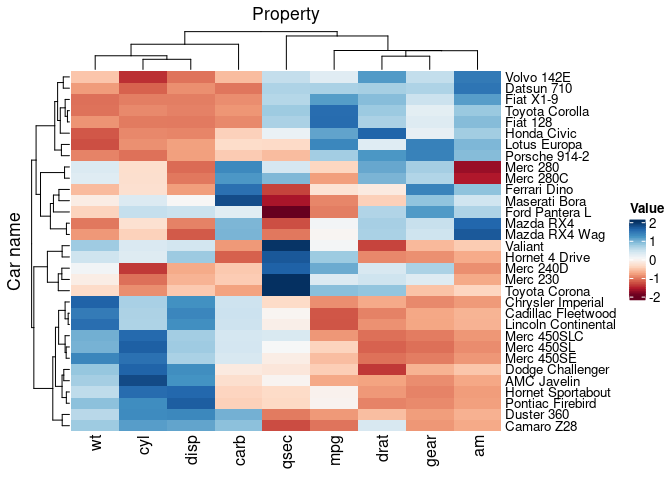 Property
Car name
Volvo 142E
Datsun 710
Fiat X1-9
Toyota Corolla
Fiat 128
Honda Civic
Lotus Europa
Porsche 914-2
Merc 280
Merc 280C
Ferrari Dino
Maserati Bora
Ford Pantera L
Mazda RX4
Mazda RX4 Wag
Valiant
Hornet 4 Drive
Merc 240D
Merc 230
Toyota Corona
Chrysler Imperial
Cadillac Fleetwood
Lincoln Continental
Merc 450SLC
Merc 450SL
Merc 450SE
Dodge Challenger
AMC Javelin
Hornet Sportabout
Pontiac Firebird
Duster 360
Camaro Z28
wt cyl disp carb qsec mpg drat gear am
Value
2
1
0
-1
-2